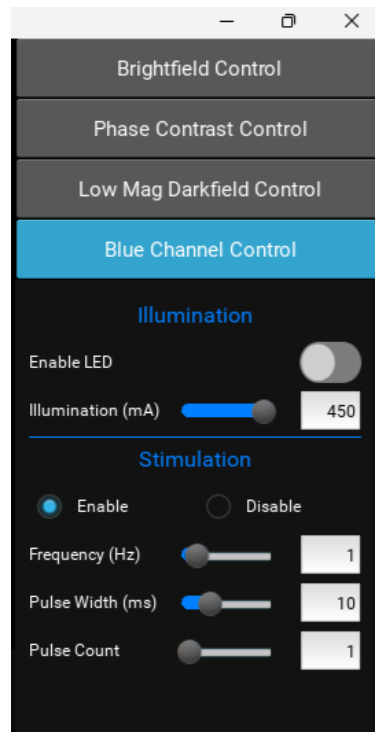 Brightfield Control
Phase Contrast Control
Low Mag Darkfield Control
Blue Channel Control
Illumination
Enable LED
Illumination (mA) 450
Stimulation
Enable Disable
Frequency (Hz) 1
Pulse Width (ms) 10
Pulse Count 1